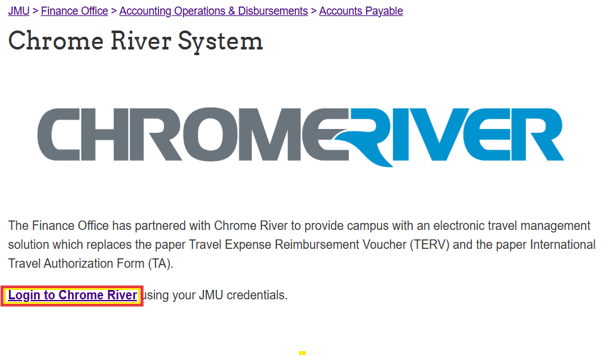 JMU > Finance Office > Accounting Operations & Disbursements > Accounts Payable
Chrome River System
CHROMERIVER
The Finance Office has partnered with Chrome River to provide campus with an electronic travel management
solution which replaces the paper Travel Expense Reimbursement Voucher (TERV) and the paper International
Travel Authorization Form (TA).
Login to Chrome River using your JMU credentials.